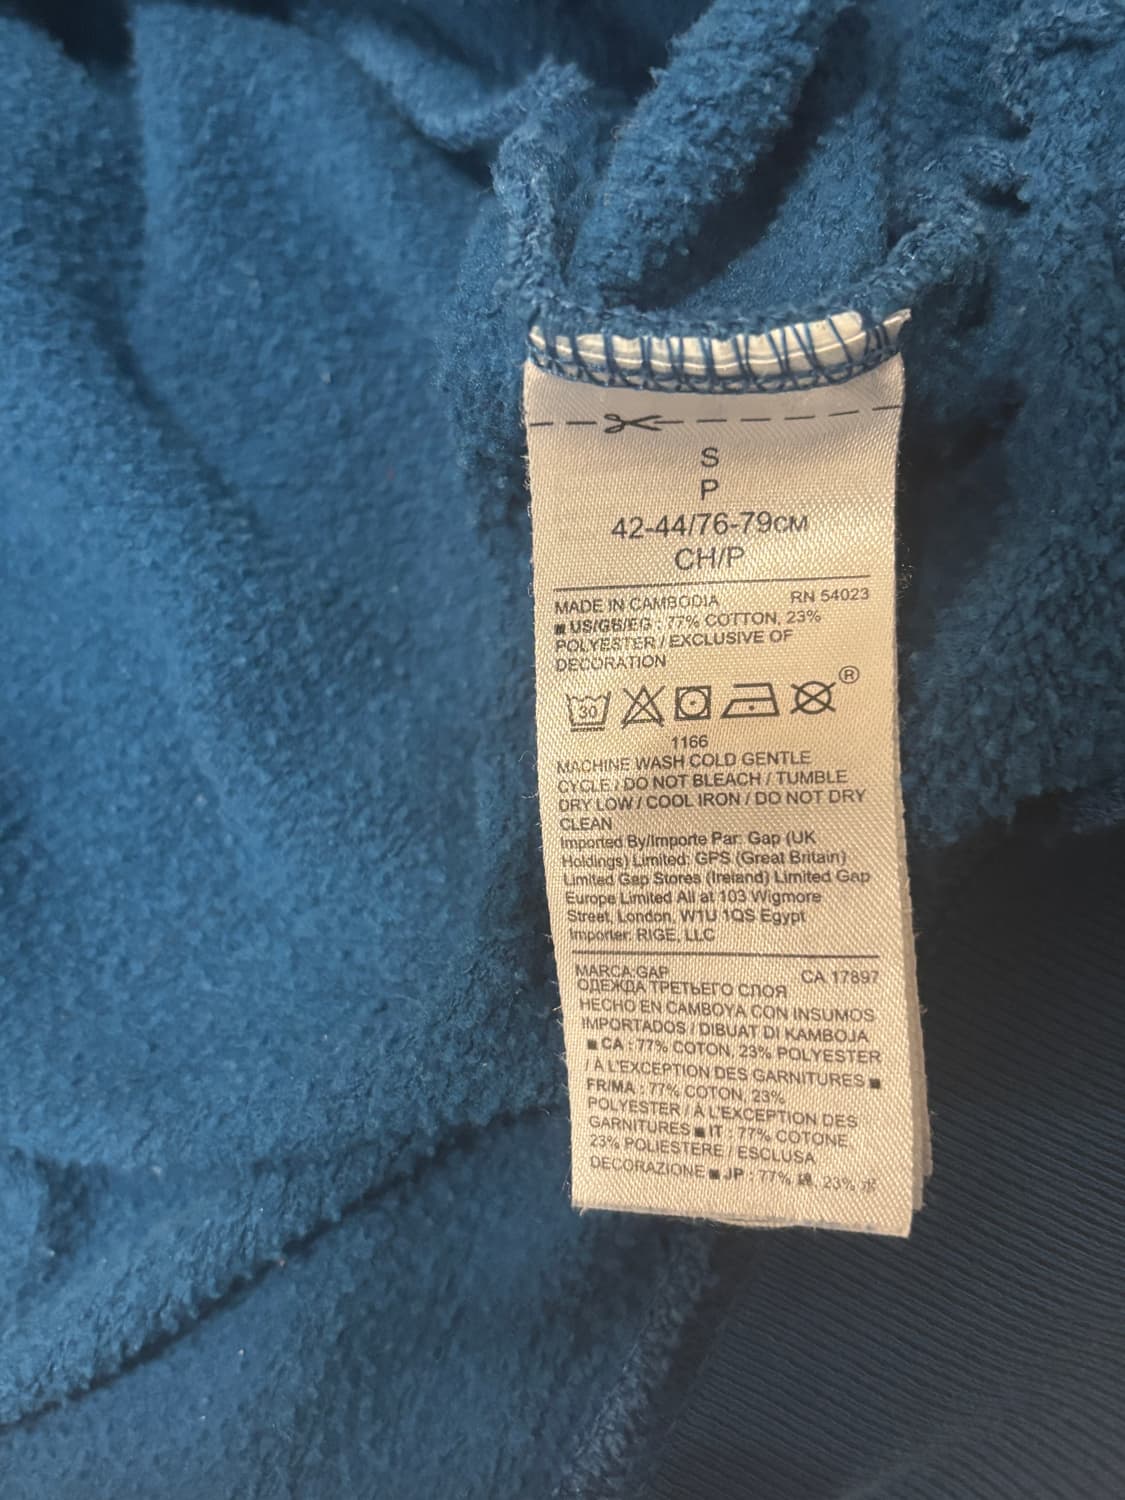 S
P
42-44/76-79CM
CH/P
MADE IN CAMBODIA RN 54023
■ US/GB/EG : 77% COTTON, 23%
POLYESTER / EXCLUSIVE OF
DECORATION
30 ®
1166
MACHINE WASH COLD GENTLE
CYCLE / DO NOT BLEACH / TUMBLE
DRY LOW / COOL IRON / DO NOT DRY
CLEAN
Imported By/Importe Par: Gap (UK
Holdings) Limited: GPS (Great Britain)
Limited Gap Stores (Ireland) Limited Gap
Europe Limited All at 103 Wigmore
Street, London, W1U 1QS Egypt
Importer: RIGE, LLC
MARCA:GAP CA 17897
ОДЕЖДА ТРЕТЬЕГО СЛОЯ
HECHO EN CAMBOYA CON INSUMOS
IMPORTADOS / DIBUAT DI KAMBOJA
■ CA : 77% COTON, 23% POLYESTER
/ À L'EXCEPTION DES GARNITURES ■
FR/MA : 77% COTON, 23%
POLYESTER / À L'EXCEPTION DES
GARNITURES ■ IT : 77% COTONE,
23% POLIESTERE / ESCLUSA
DECORAZIONE ■ JP : 77% 綿, 23%